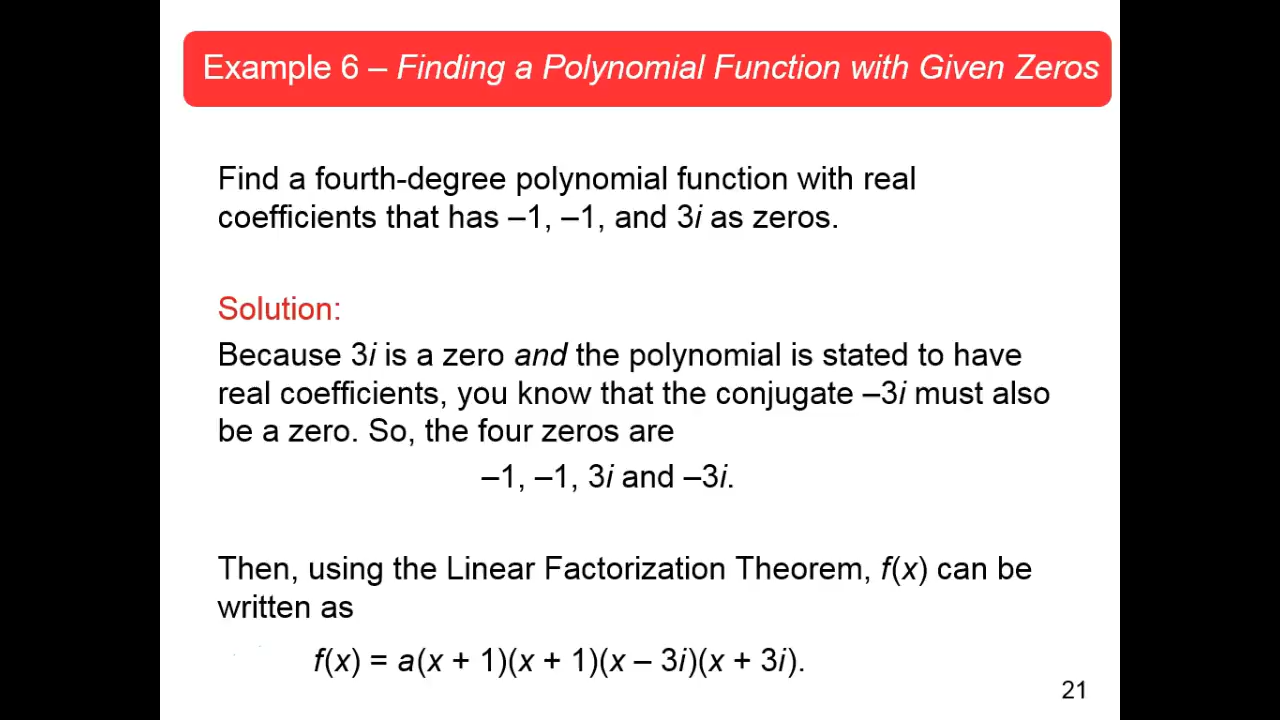 Example 6 – Finding a Polynomial Function with Given Zeros
Find a fourth-degree polynomial function with real
coefficients that has –1, –1, and 3i as zeros.
Solution:
Because 3i is a zero and the polynomial is stated to have
real coefficients, you know that the conjugate –3i must also
be a zero. So, the four zeros are
–1, –1, 3i and –3i.
Then, using the Linear Factorization Theorem, f(x) can be
written as
f(x) = a(x + 1)(x + 1)(x – 3i)(x + 3i).
21